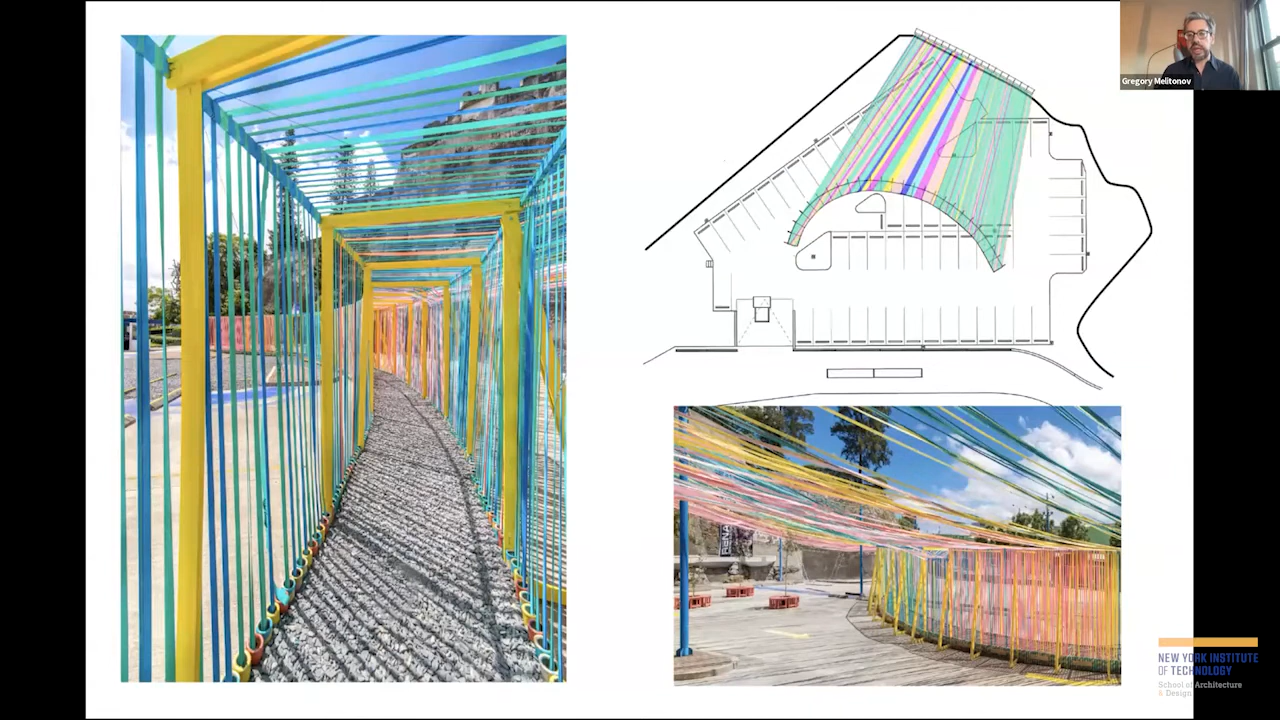 Gregory Melitonov
NEW YORK INSTITUTE
OF TECHNOLOGY
School of Architecture
& Design